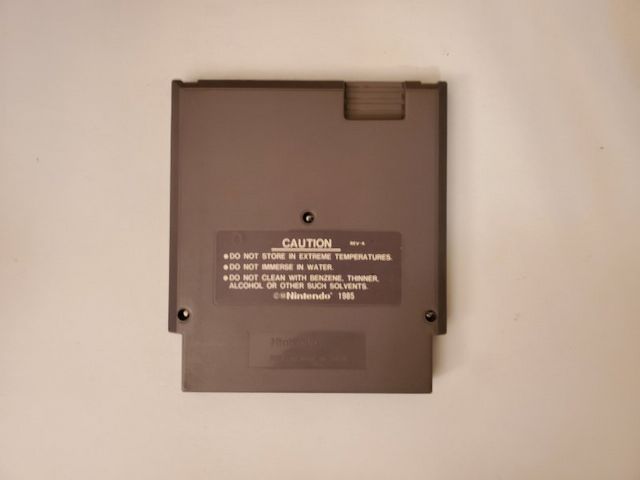 CAUTION REV-A
●DO NOT STORE IN EXTREME TEMPERATURES.
●DO NOT IMMERSE IN WATER.
●DO NOT CLEAN WITH BENZENE, THINNER,
ALCOHOL OR OTHER SUCH SOLVENTS.
©™Nintendo® 1985
Nintendo